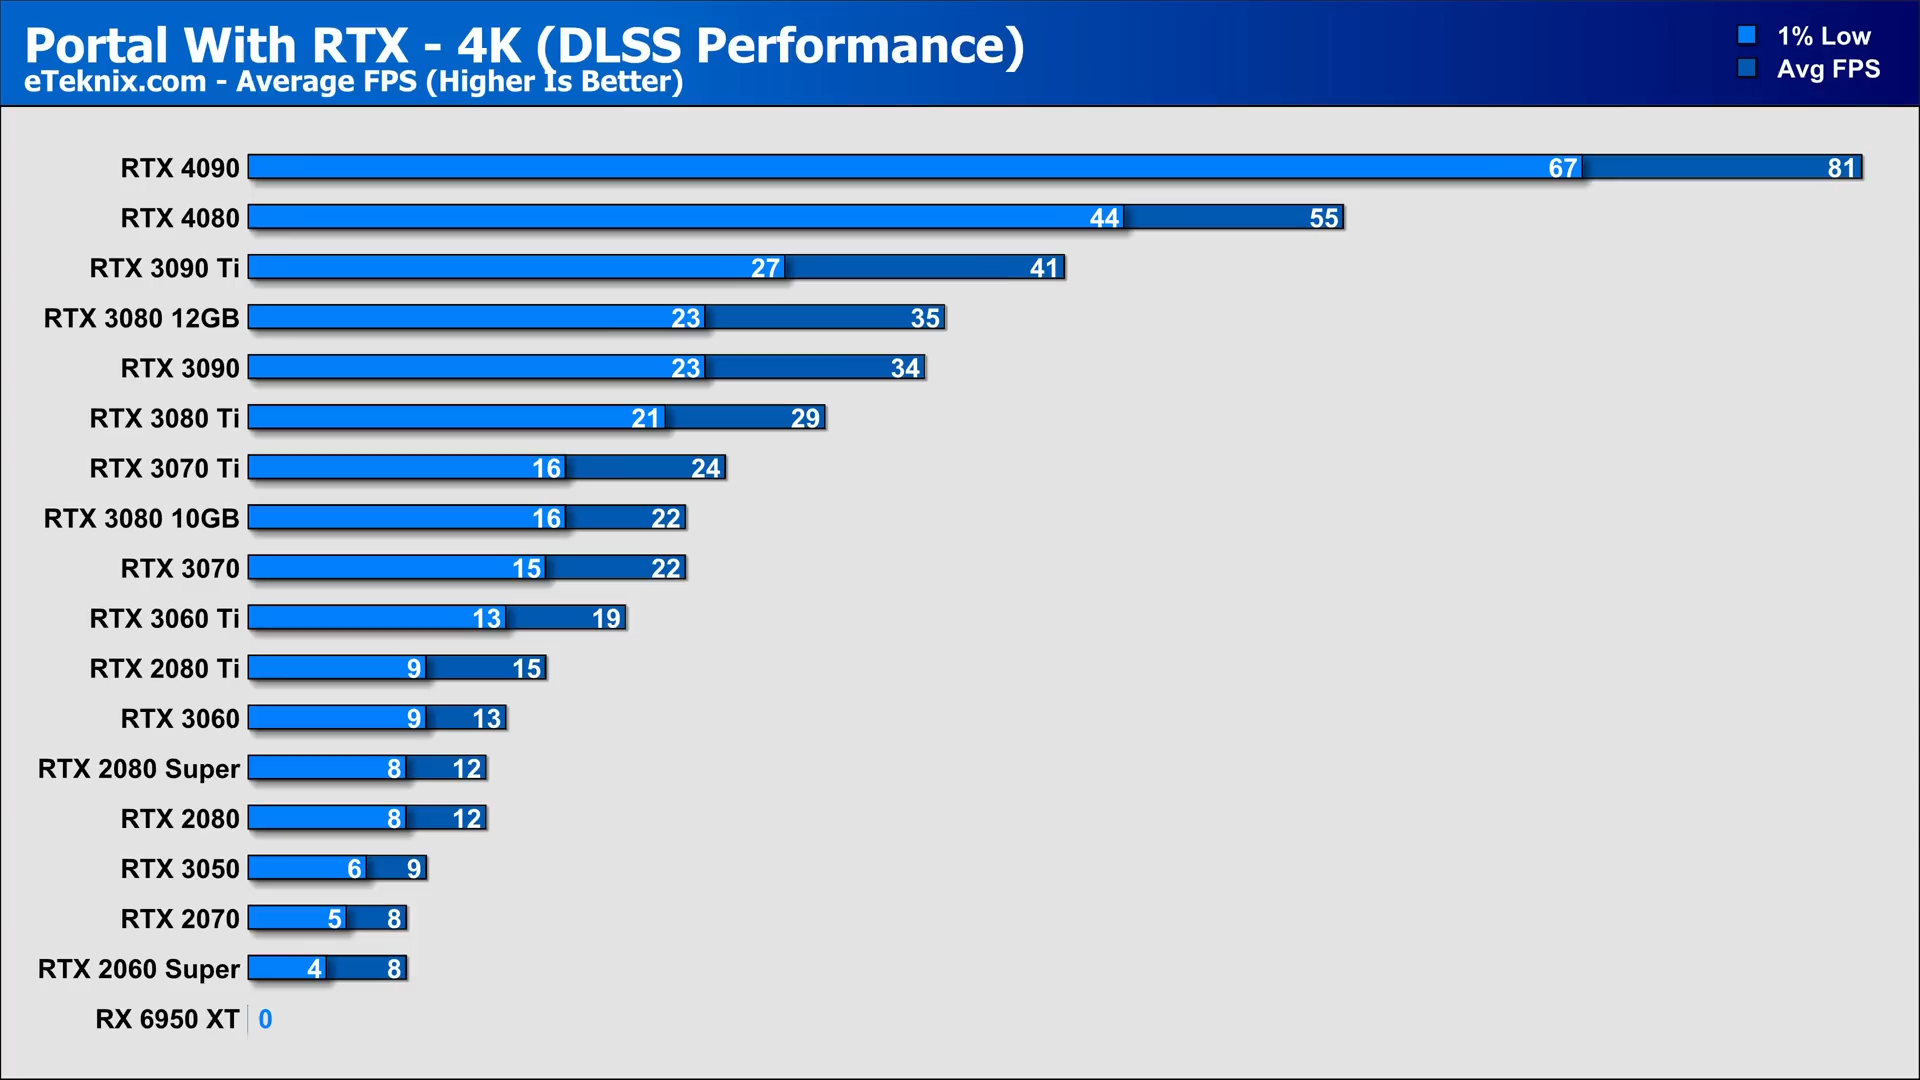 Portal With RTX - 4K (DLSS Performance)
eTeknix.com - Average FPS (Higher Is Better)
1% Low
Avg FPS
RTX 4090 67 81
RTX 4080 44 55
RTX 3090 Ti 27 41
RTX 3080 12GB 23 35
RTX 3090 23 34
RTX 3080 Ti 21 29
RTX 3070 Ti 16 24
RTX 3080 10GB 16 22
RTX 3070 15 22
RTX 3060 Ti 13 19
RTX 2080 Ti 9 15
RTX 3060 9 13
RTX 2080 Super 8 12
RTX 2080 8 12
RTX 3050 6 9
RTX 2070 5 8
RTX 2060 Super 4 8
RX 6950 XT 0